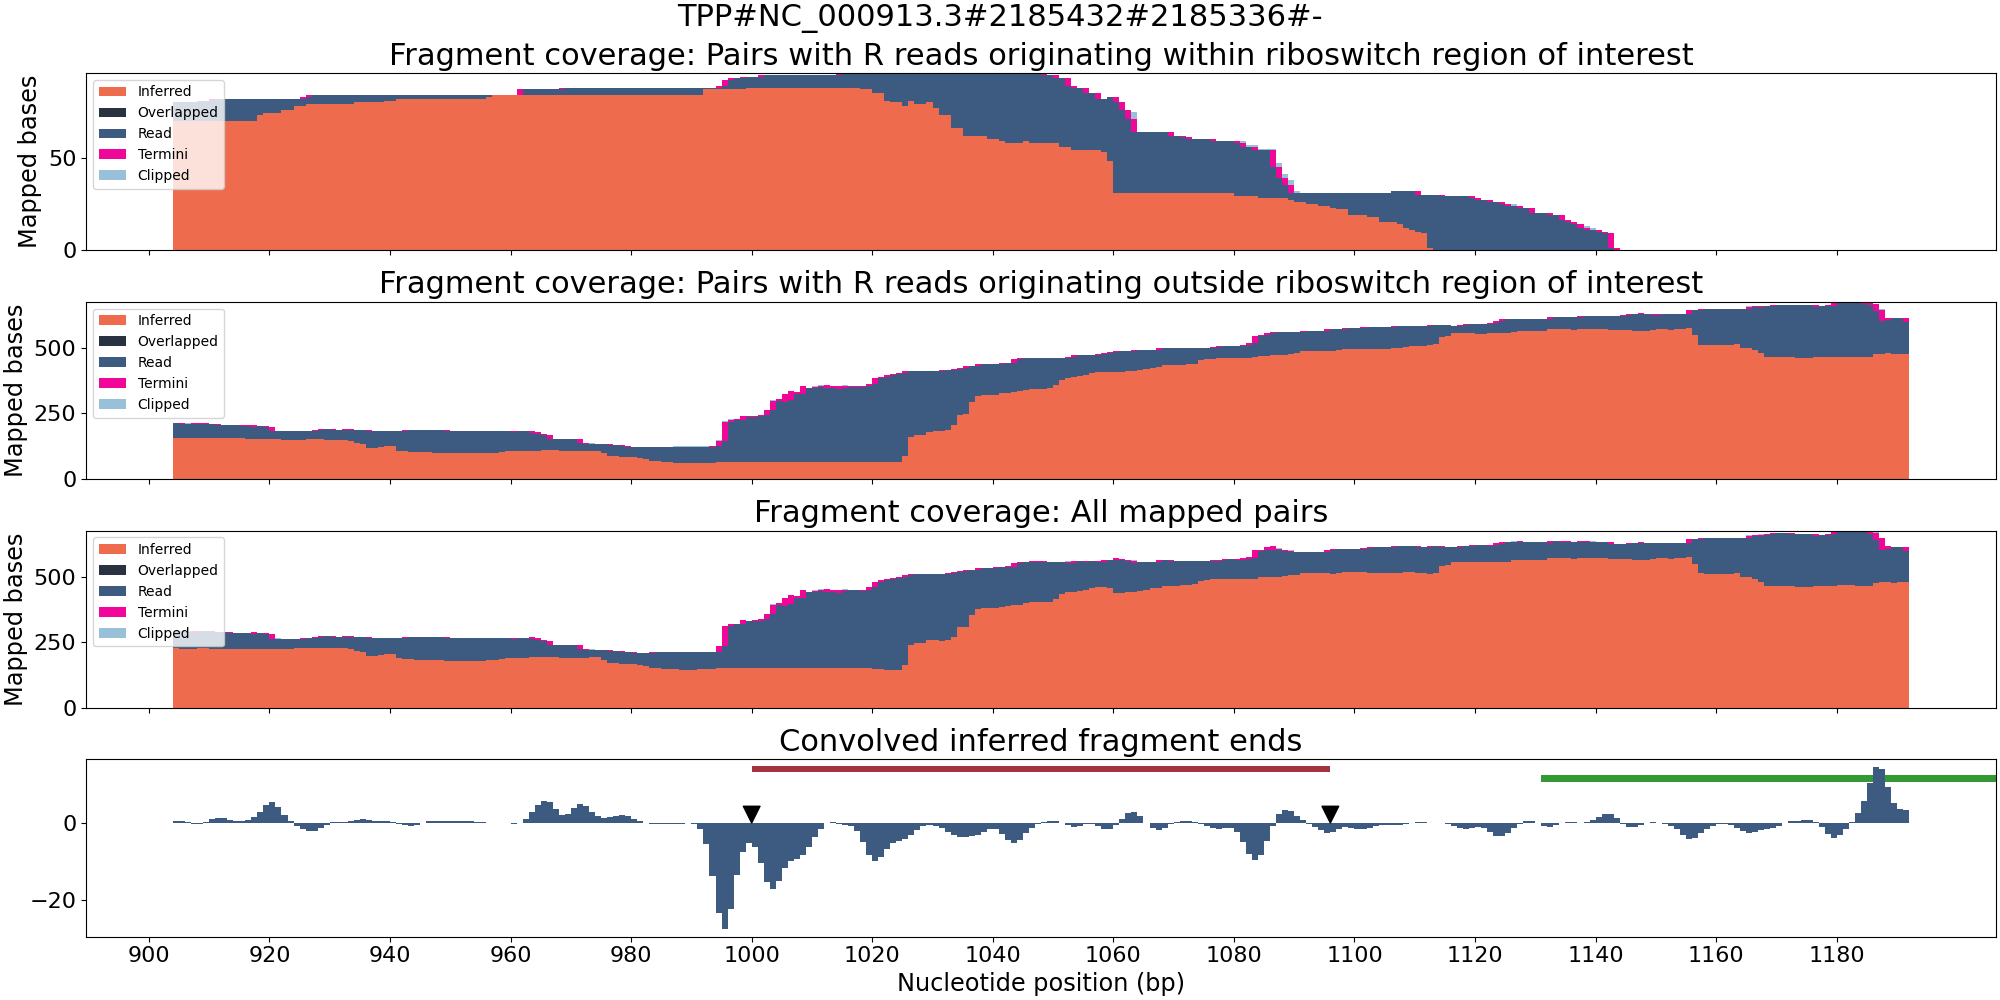 TPP#NC_000913.3#2185432#2185336#-
Fragment coverage: Pairs with R reads originating within riboswitch region of interest
Mapped bases
50
0
Inferred
Overlapped
Read
Termini
Clipped
Fragment coverage: Pairs with R reads originating outside riboswitch region of interest
Mapped bases
500
250
0
Inferred
Overlapped
Read
Termini
Clipped
Fragment coverage: All mapped pairs
Mapped bases
500
250
0
Inferred
Overlapped
Read
Termini
Clipped
Convolved inferred fragment ends
0
−20
900 920 940 960 980 1000 1020 1040 1060 1080 1100 1120 1140 1160 1180
Nucleotide position (bp)